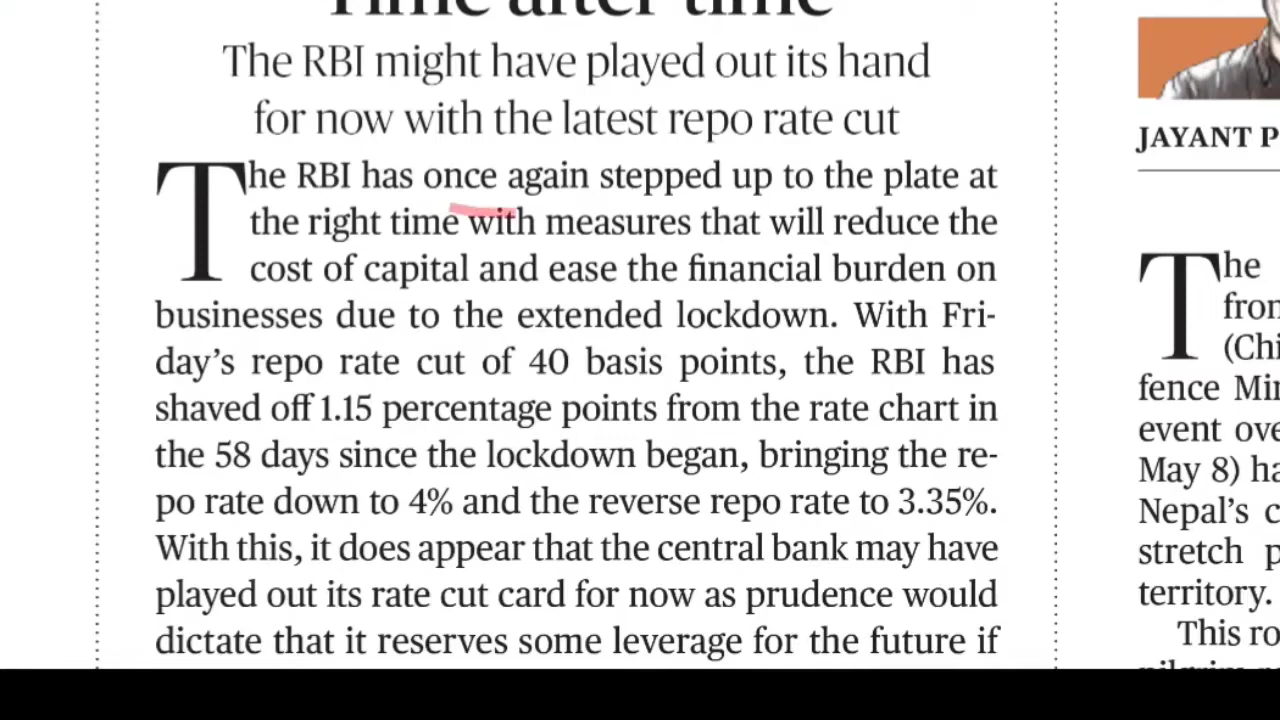 Time after time
The RBI might have played out its hand
for now with the latest repo rate cut
The RBI has once again stepped up to the plate at
the right time with measures that will reduce the
cost of capital and ease the financial burden on
businesses due to the extended lockdown. With Fri-
day’s repo rate cut of 40 basis points, the RBI has
shaved off 1.15 percentage points from the rate chart in
the 58 days since the lockdown began, bringing the re-
po rate down to 4% and the reverse repo rate to 3.35%.
With this, it does appear that the central bank may have
played out its rate cut card for now as prudence would
dictate that it reserves some leverage for the future if
JAYANT P
The
from
(Chi
fence Min
event ove
May 8) ha
Nepal’s c
stretch p
territory.
This ro